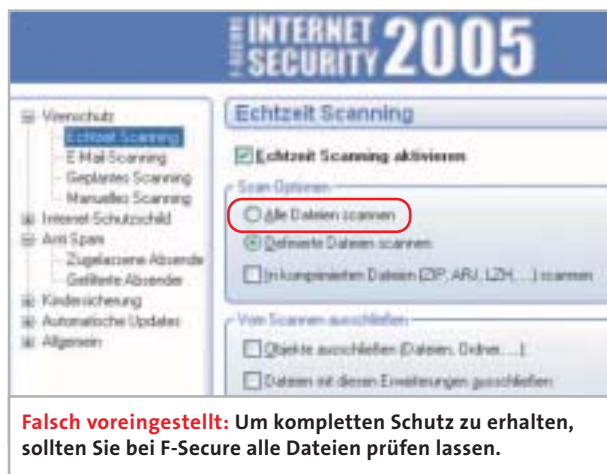 F-SECURE INTERNET
SECURITY 2005
Virenschutz
Echtzeit Scanning
E-Mail-Scanning
Geplantes Scanning
Manuelles Scanning
Internet Schutzschild
Anti Spam
Zugelassene Absende
Gefilterte Absender
Kindersicherung
Automatische Updates
Allgemein
Echtzeit Scanning
Echtzeit Scanning aktivieren
Scan Optionen
Alle Dateien scannen
Definierte Dateien scannen
In komprimierten Dateien (ZIP, ARJ, LZH, ...) scannen
Vom Scannen ausschließen
Objekte ausschließen (Dateien, Ordner, ...)
Dateien mit diesen Erweiterungen ausschließen
Falsch voreingestellt: Um kompletten Schutz zu erhalten,
sollten Sie bei F-Secure alle Dateien prüfen lassen.